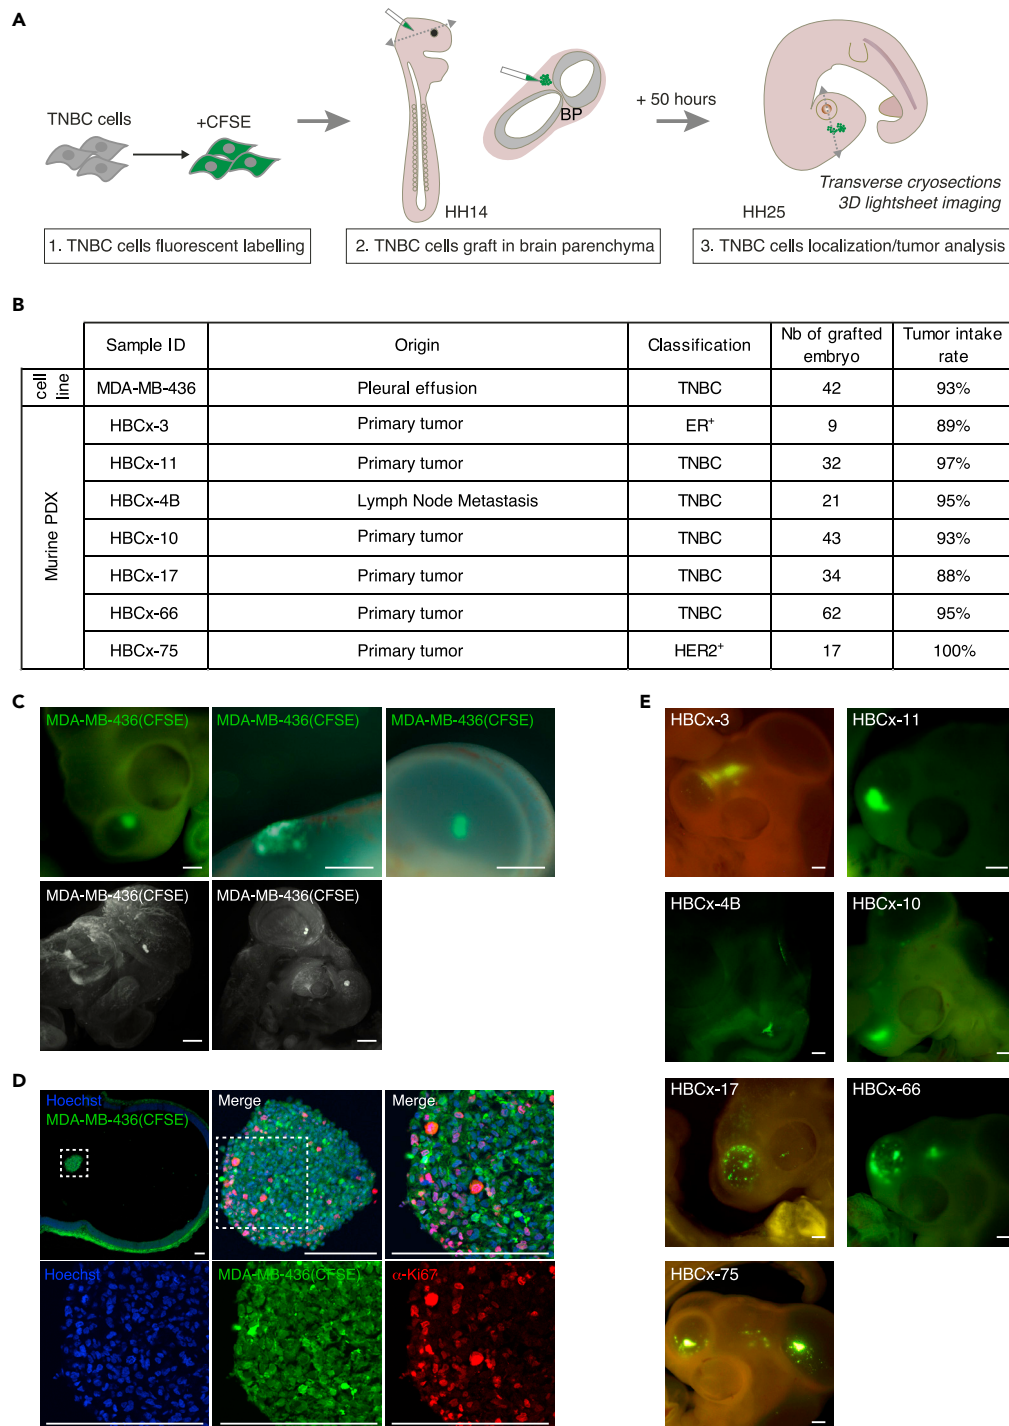 A
TNBC cells
+CFSE
BP
+ 50 hours
HH14
HH25
Transverse cryosections
3D lightsheet imaging
1. TNBC cells fluorescent labelling
2. TNBC cells graft in brain parenchyma
3. TNBC cells localization/tumor analysis
B
Sample ID Origin Classification Nb of grafted embryo Tumor intake rate
cell line MDA-MB-436 Pleural effusion TNBC 42 93%
Murine PDX
HBCx-3 Primary tumor ER⁺ 9 89%
HBCx-11 Primary tumor TNBC 32 97%
HBCx-4B Lymph Node Metastasis TNBC 21 95%
HBCx-10 Primary tumor TNBC 43 93%
HBCx-17 Primary tumor TNBC 34 88%
HBCx-66 Primary tumor TNBC 62 95%
HBCx-75 Primary tumor HER2⁺ 17 100%
C
MDA-MB-436(CFSE)
MDA-MB-436(CFSE)
MDA-MB-436(CFSE)
MDA-MB-436(CFSE)
MDA-MB-436(CFSE)
D
Hoechst
MDA-MB-436(CFSE)
Merge
Merge
Hoechst
MDA-MB-436(CFSE)
α-Ki67
E
HBCx-3
HBCx-11
HBCx-4B
HBCx-10
HBCx-17
HBCx-66
HBCx-75